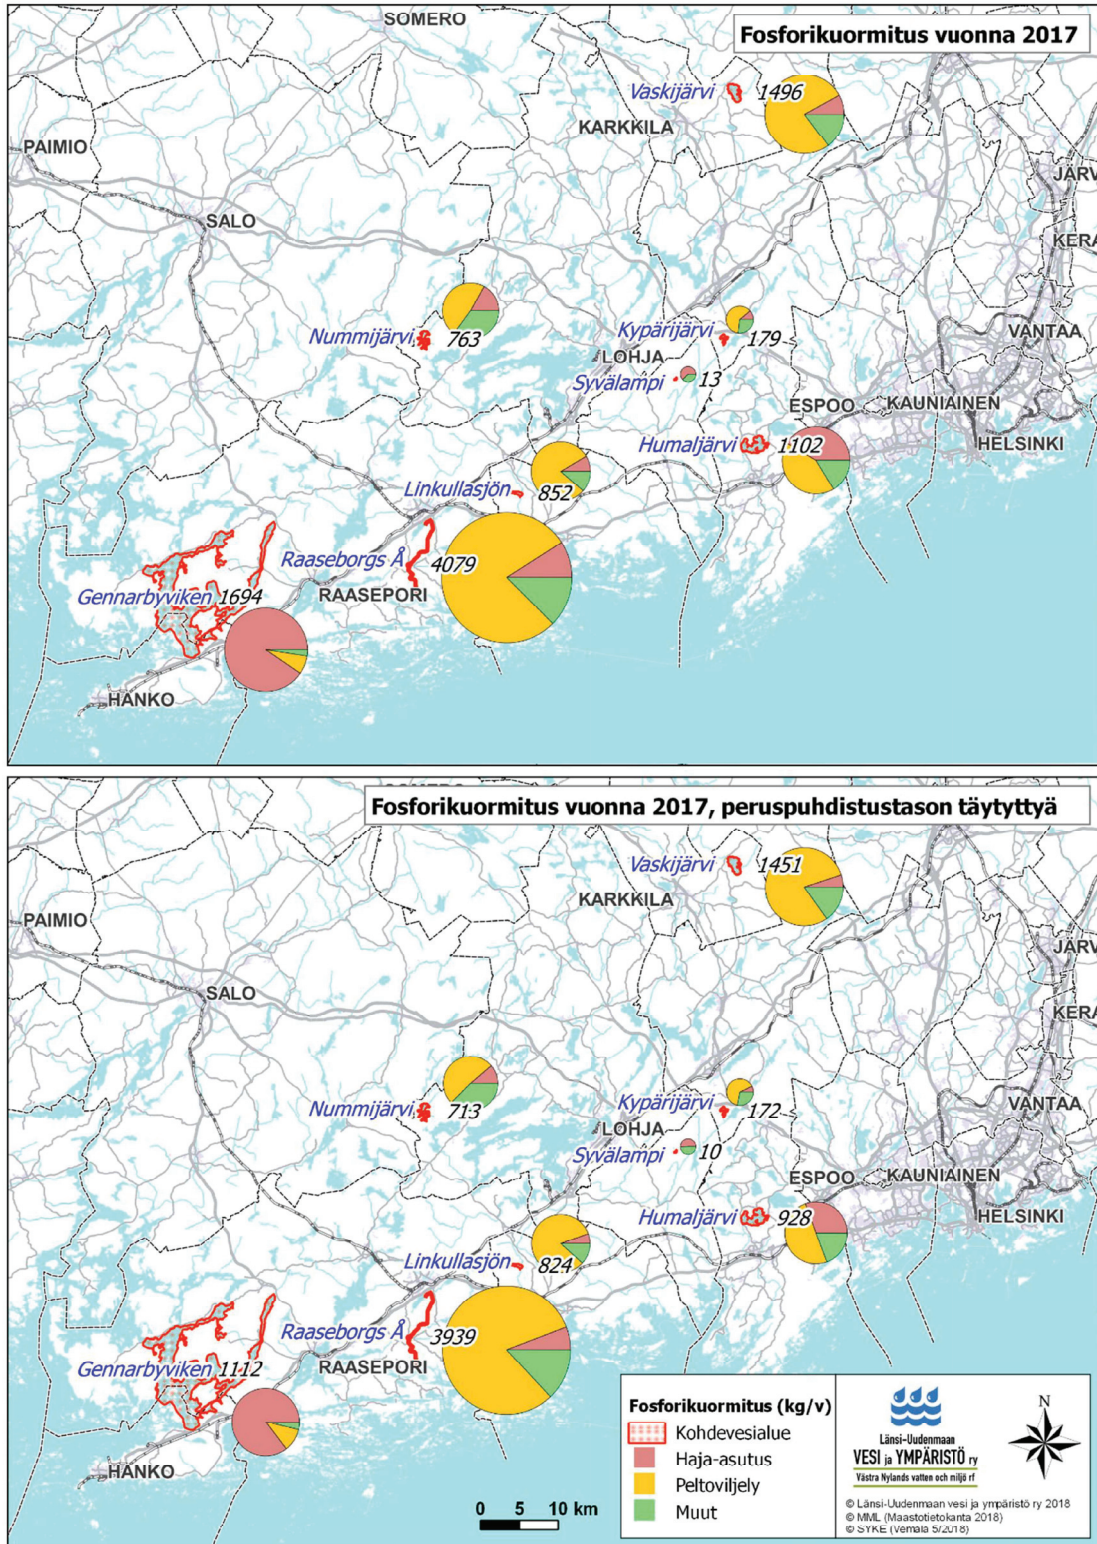 SOMERO
Fosforikuormitus vuonna 2017
Vaskijärvi 1496
KARKKILA
PAIMIO
JÄRV
SALO
KERA
Nummijärvi 763
Kypärijärvi 179
VANTAA
LOHJA
Syvälampi 13
ESPOO
KAUNIAINEN
Humaljärvi 1102
HELSINKI
Linkullasjön 852
Raaseborgs Å 4079
RAASEPORI
Gennarbyviken 1694
HANKO
Fosforikuormitus vuonna 2017, peruspuhdistustason täytyttyä
Vaskijärvi 1451
KARKKILA
PAIMIO
JÄRV
SALO
KERA
Nummijärvi 713
Kypärijärvi 172
VANTAA
LOHJA
Syvälampi 10
ESPOO
KAUNIAINEN
Humaljärvi 928
HELSINKI
Linkullasjön 824
Raaseborgs Å 3939
RAASEPORI
Gennarbyviken 1112
HANKO
Fosforikuormitus (kg/v)
Kohdevesialue
Haja-asutus
Peltoviljely
Muut
0 5 10 km
Länsi-Uudenmaan
VESI ja YMPÄRISTÖ ry
Västra Nylands vatten och miljö rf
N
© Länsi-Uudenmaan vesi ja ympäristö ry 2018
© MML (Maastotietokanta 2018)
© SYKE (Vemala 5/2018)